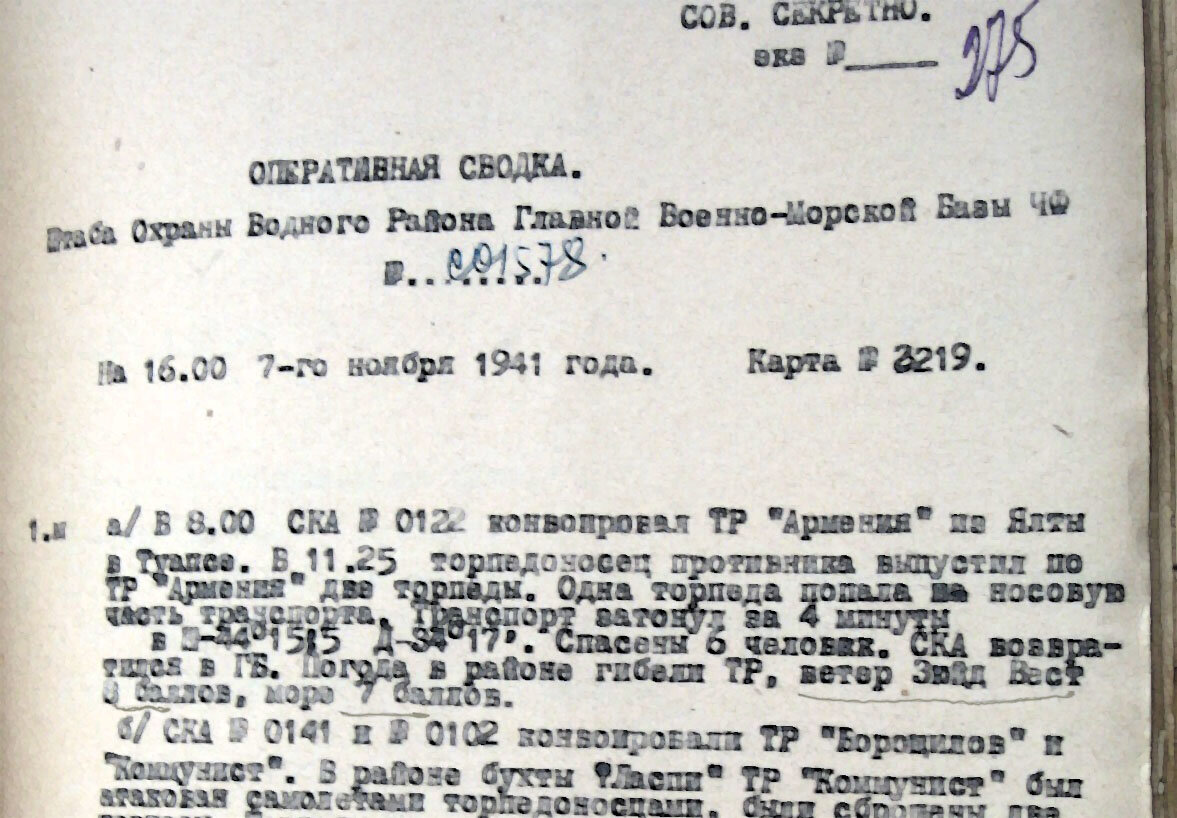 СОВ. СЕКРЕТНО.
экз №_____ 275
ОПЕРАТИВНАЯ СВОДКА.
Штаба Охраны Водного Района Главной Военно-Морской Базы ЧФ
№........ 001578.
На 16.00 7-го ноября 1941 года. Карта № 3219.
1. а/ В 8.00 СКА № 0122 конвоировал ТР "Армения" из Ялты
в Туапсе. В 11.25 торпедоносец противника выпустил по
ТР "Армения" две торпеды. Одна торпеда попала на носовую
часть транспорта. Транспорт затонул за 4 минуты
в Ш-44°15,5 Д-34°17'. Спасены 6 человек. СКА возвра-
тился в ГБ. Погода в районе гибели ТР, ветер Зюйд Вест
баллов, море 7 баллов.
б/ СКА № 0141 и № 0102 конвоировали ТР "Ворошилов" и
"Коммунист". В районе бухты "Ласпи" ТР "Коммунист" был
атакован самолетами торпедоносцами, были сброшены две